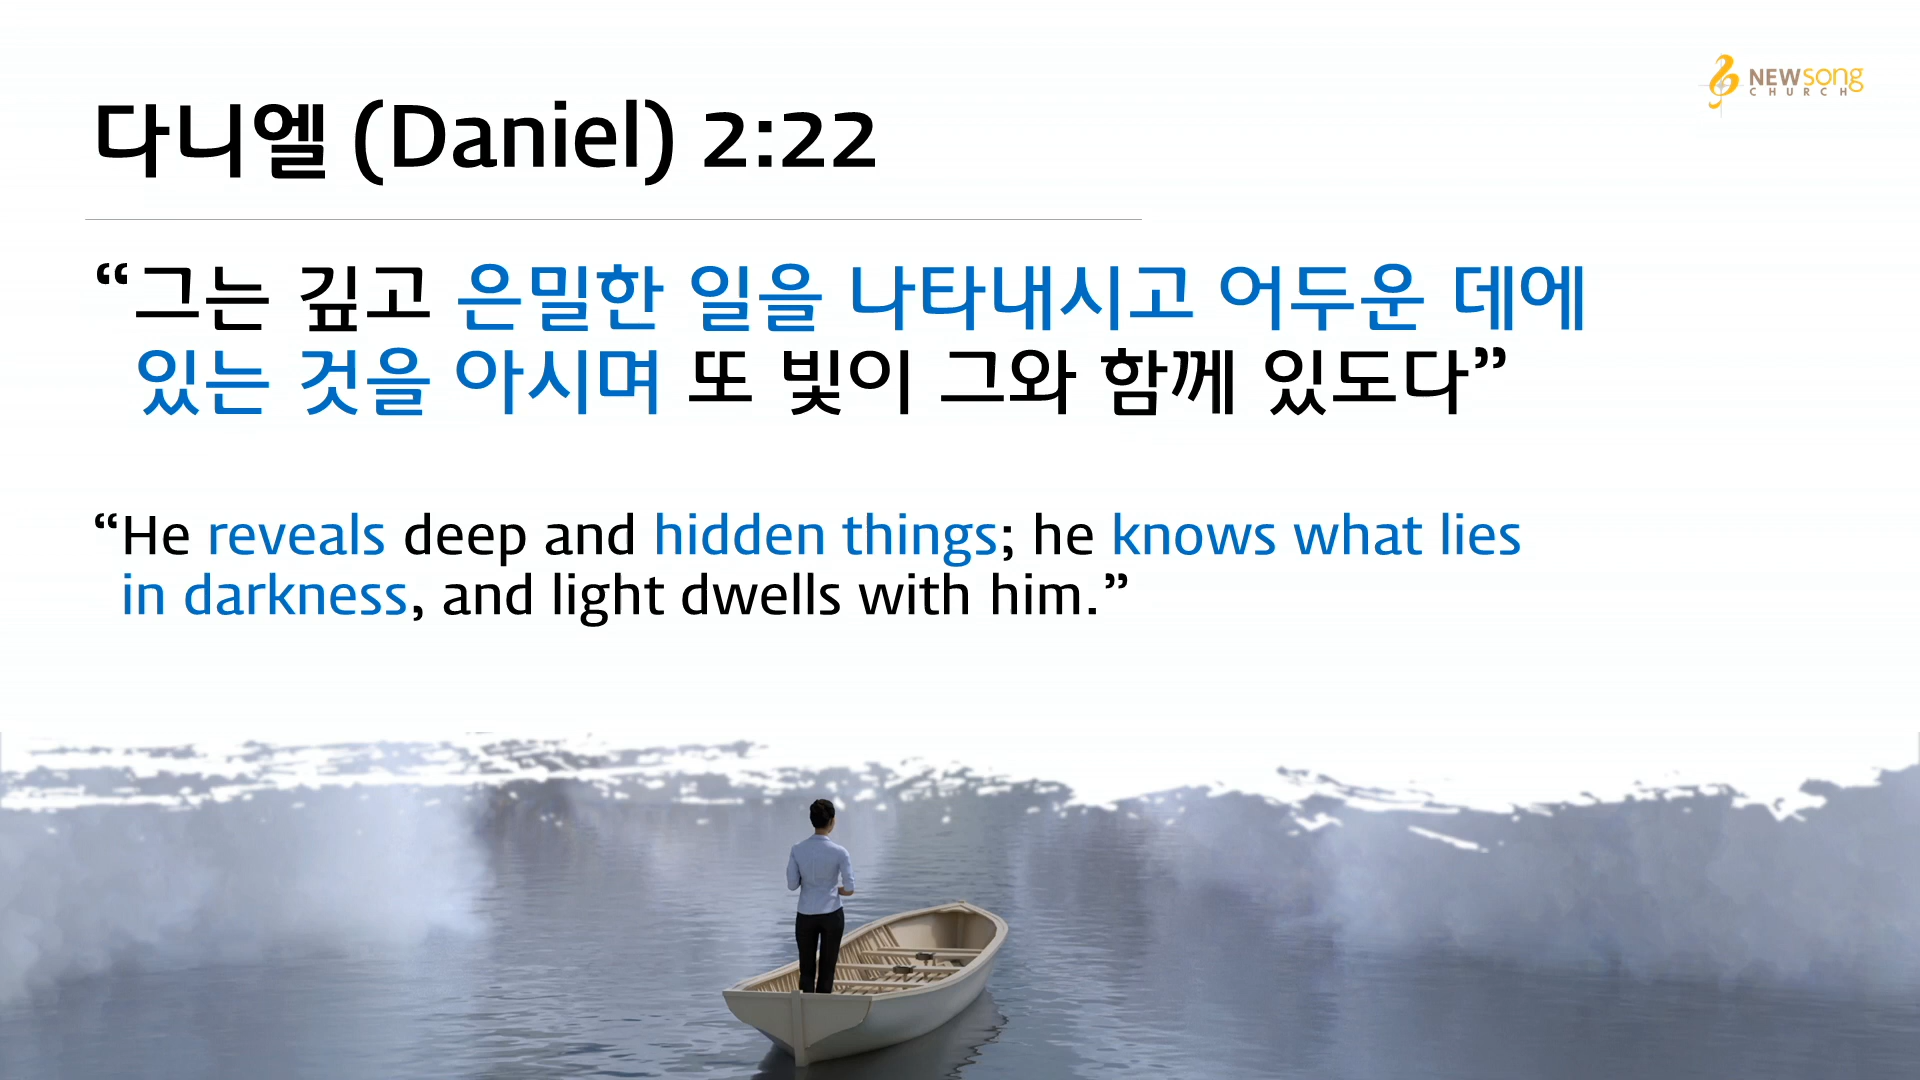 NEWsong
CHURCH
다니엘 (Daniel) 2:22
“그는 깊고 은밀한 일을 나타내시고 어두운 데에
있는 것을 아시며 또 빛이 그와 함께 있도다”
“He reveals deep and hidden things; he knows what lies
in darkness, and light dwells with him.”